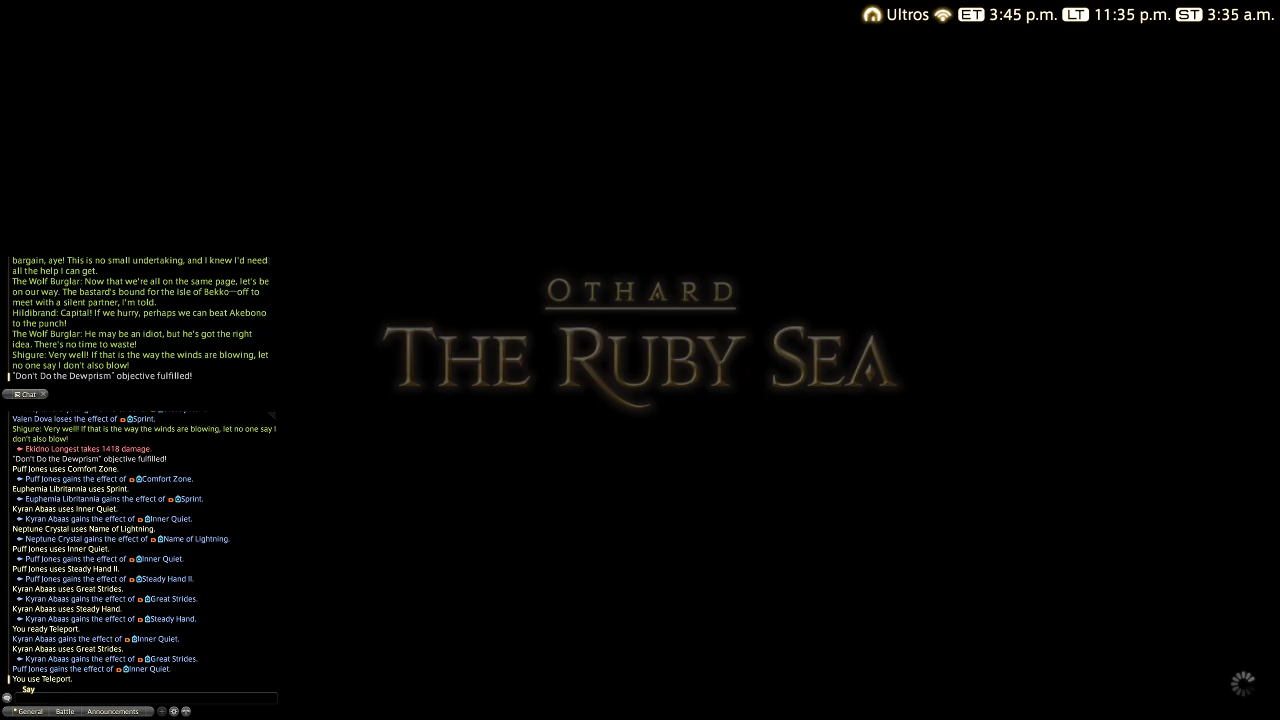 Ultros ET 3:45 p.m. LT 11:35 p.m. ST 3:35 a.m.
OTHARD
THE RUBY SEA
bargain, aye! This is no small undertaking, and I knew I'd need
all the help I can get.
The Wolf Burglar: Now that we're all on the same page, let's be
on our way. The bastard's bound for the Isle of Bekko—off to
meet with a silent partner, I'm told.
Hildibrand: Capital! If we hurry, perhaps we can beat Akebono
to the punch!
The Wolf Burglar: He may be an idiot, but he's got the right
idea. There's no time to waste!
Shigure: Very well! If that is the way the winds are blowing, let
no one say I don't also blow!
"Don't Do the Dewprism" objective fulfilled!
Chat
Valen Dova loses the effect of Sprint.
Shigure: Very well! If that is the way the winds are blowing, let no one say I
don't also blow!
Ekidno Longest takes 1418 damage.
"Don't Do the Dewprism" objective fulfilled!
Puff Jones uses Comfort Zone.
Puff Jones gains the effect of Comfort Zone.
Euphemia Libritannia uses Sprint.
Euphemia Libritannia gains the effect of Sprint.
Kyran Abaas uses Inner Quiet.
Kyran Abaas gains the effect of Inner Quiet.
Neptune Crystal uses Name of Lightning.
Neptune Crystal gains the effect of Name of Lightning.
Puff Jones uses Inner Quiet.
Puff Jones gains the effect of Inner Quiet.
Puff Jones uses Steady Hand II.
Puff Jones gains the effect of Steady Hand II.
Kyran Abaas uses Great Strides.
Kyran Abaas gains the effect of Great Strides.
Kyran Abaas uses Steady Hand.
Kyran Abaas gains the effect of Steady Hand.
You ready Teleport.
Kyran Abaas gains the effect of Inner Quiet.
Kyran Abaas uses Great Strides.
Kyran Abaas gains the effect of Great Strides.
Puff Jones gains the effect of Inner Quiet.
You use Teleport.
Say
General Battle Announcements